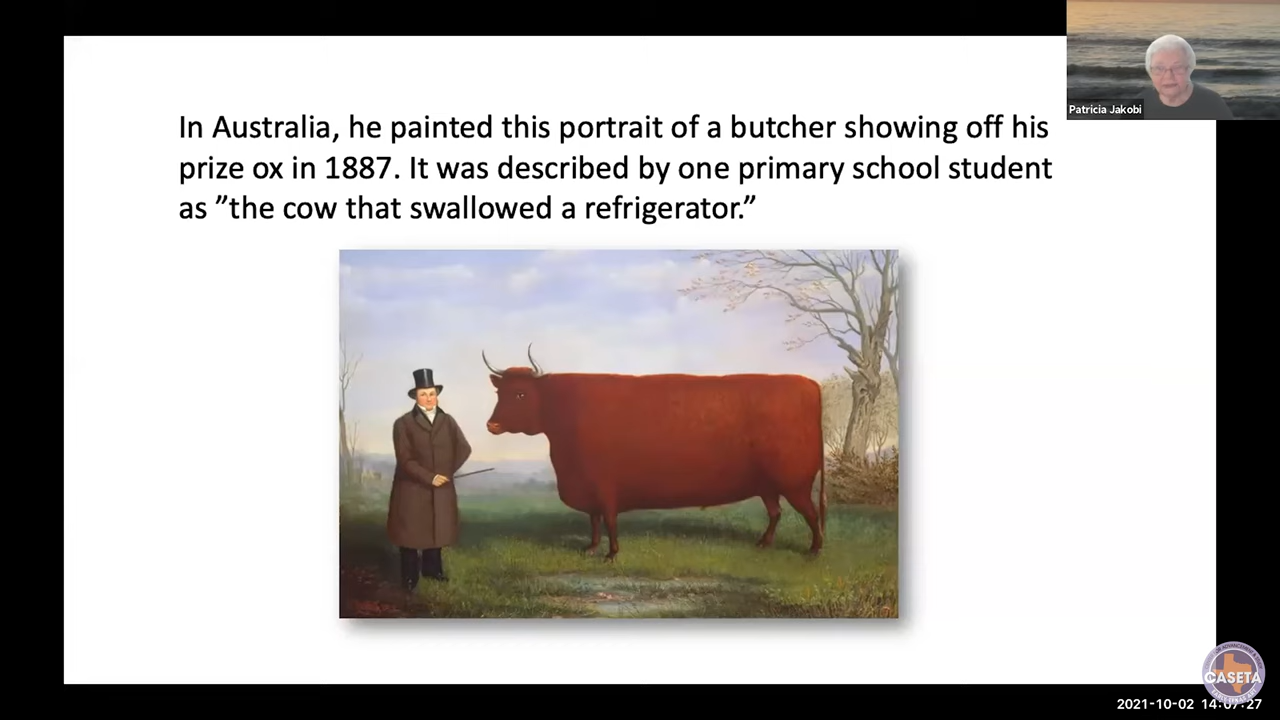 In Australia, he painted this portrait of a butcher showing off his
prize ox in 1887. It was described by one primary school student
as ”the cow that swallowed a refrigerator.”
Patricia Jakobi
CASETA
2021-10-02 14:07:27